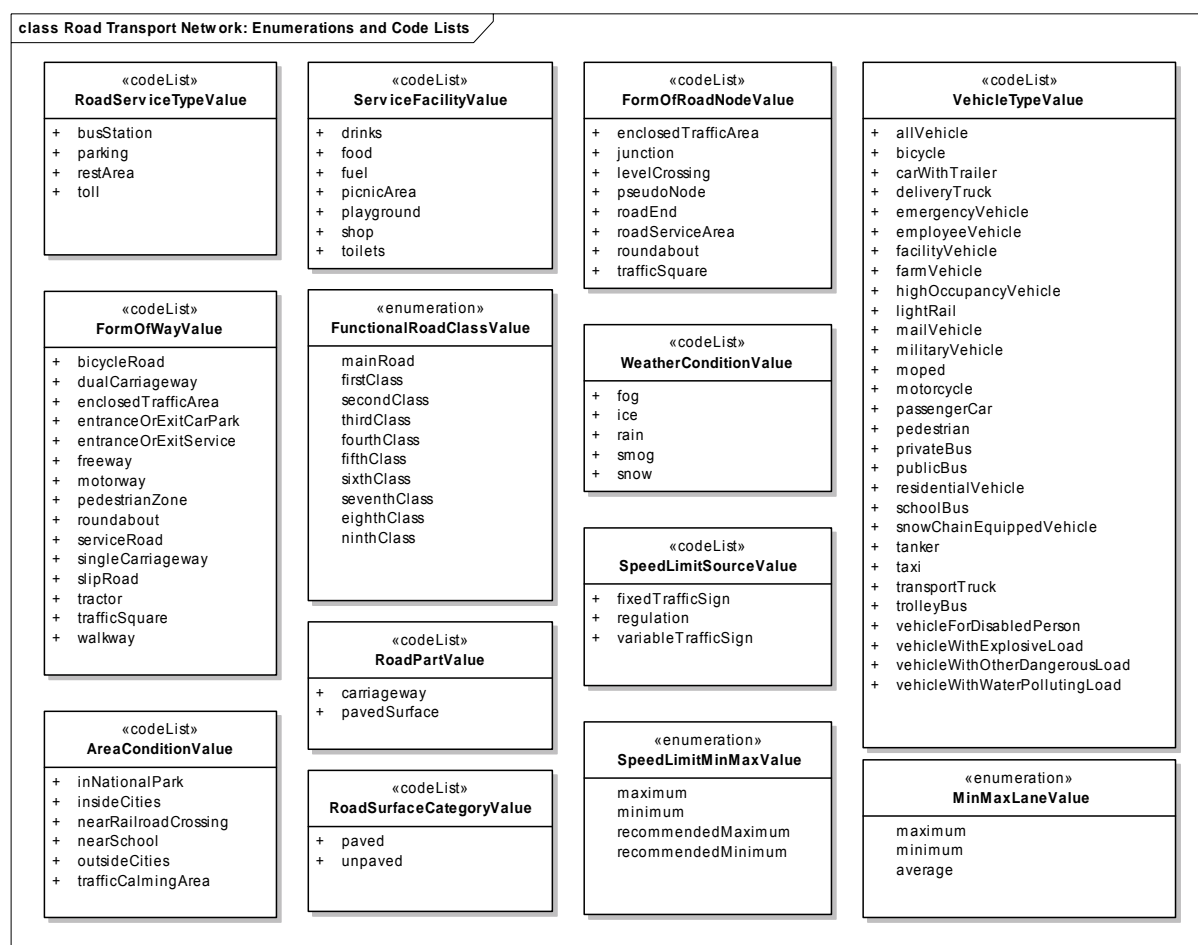 class Road Transport Network: Enumerations and Code Lists
«codeList»
RoadServiceTypeValue
+ busStation
+ parking
+ restArea
+ toll
«codeList»
ServiceFacilityValue
+ drinks
+ food
+ fuel
+ picnicArea
+ playground
+ shop
+ toilets
«codeList»
FormOfRoadNodeValue
+ enclosedTrafficArea
+ junction
+ levelCrossing
+ pseudoNode
+ roadEnd
+ roadServiceArea
+ roundabout
+ trafficSquare
«codeList»
VehicleTypeValue
+ allVehicle
+ bicycle
+ carWithTrailer
+ deliveryTruck
+ emergencyVehicle
+ employeeVehicle
+ facilityVehicle
+ farmVehicle
+ highOccupancyVehicle
+ lightRail
+ mailVehicle
+ militaryVehicle
+ moped
+ motorcycle
+ passengerCar
+ pedestrian
+ privateBus
+ publicBus
+ residentialVehicle
+ schoolBus
+ snowChainEquippedVehicle
+ tanker
+ taxi
+ transportTruck
+ trolleyBus
+ vehicleForDisabledPerson
+ vehicleWithExplosiveLoad
+ vehicleWithOtherDangerousLoad
+ vehicleWithWaterPollutingLoad
«codeList»
FormOfWayValue
+ bicycleRoad
+ dualCarriageway
+ enclosedTrafficArea
+ entranceOrExitCarPark
+ entranceOrExitService
+ freeway
+ motorway
+ pedestrianZone
+ roundabout
+ serviceRoad
+ singleCarriageway
+ slipRoad
+ tractor
+ trafficSquare
+ walkway
«enumeration»
FunctionalRoadClassValue
mainRoad
firstClass
secondClass
thirdClass
fourthClass
fifthClass
sixthClass
seventhClass
eighthClass
ninthClass
«codeList»
WeatherConditionValue
+ fog
+ ice
+ rain
+ smog
+ snow
«codeList»
SpeedLimitSourceValue
+ fixedTrafficSign
+ regulation
+ variableTrafficSign
«codeList»
RoadPartValue
+ carriageway
+ pavedSurface
«codeList»
AreaConditionValue
+ inNationalPark
+ insideCities
+ nearRailroadCrossing
+ nearSchool
+ outsideCities
+ trafficCalmingArea
«codeList»
RoadSurfaceCategoryValue
+ paved
+ unpaved
«enumeration»
SpeedLimitMinMaxValue
maximum
minimum
recommendedMaximum
recommendedMinimum
«enumeration»
MinMaxLaneValue
maximum
minimum
average